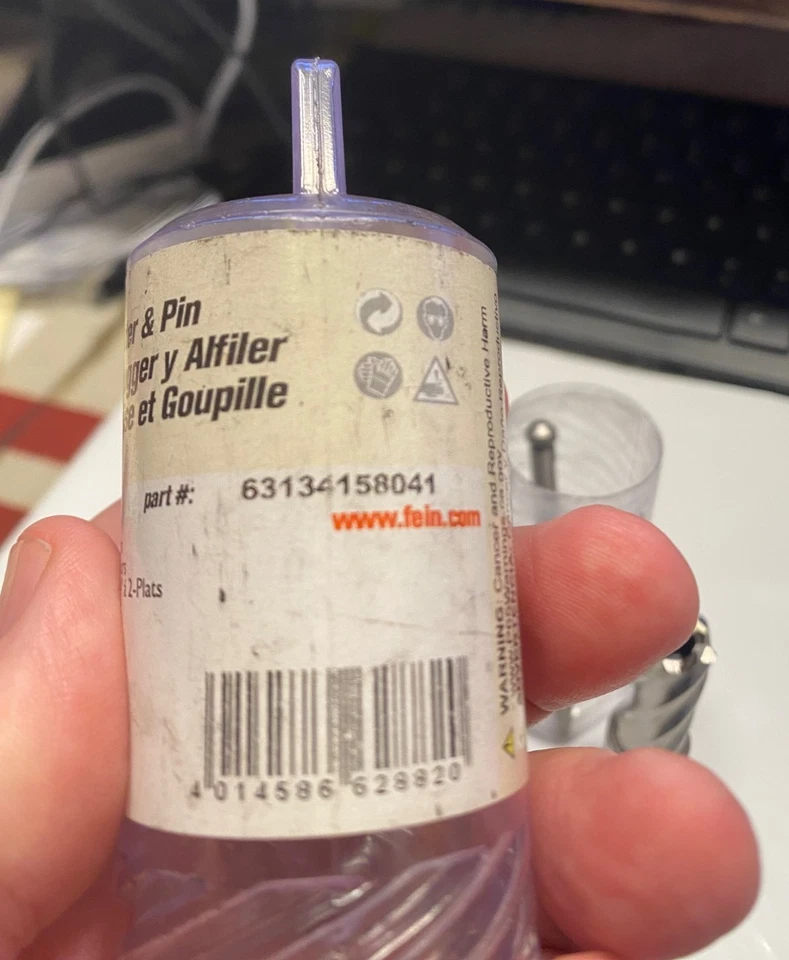 er & Pin
gger y Alfiler
se et Goupille
part #: 63134158041
www.fein.com
2-Plats
4 014586 628820
WARNING: Cancer and Reproductive Harm